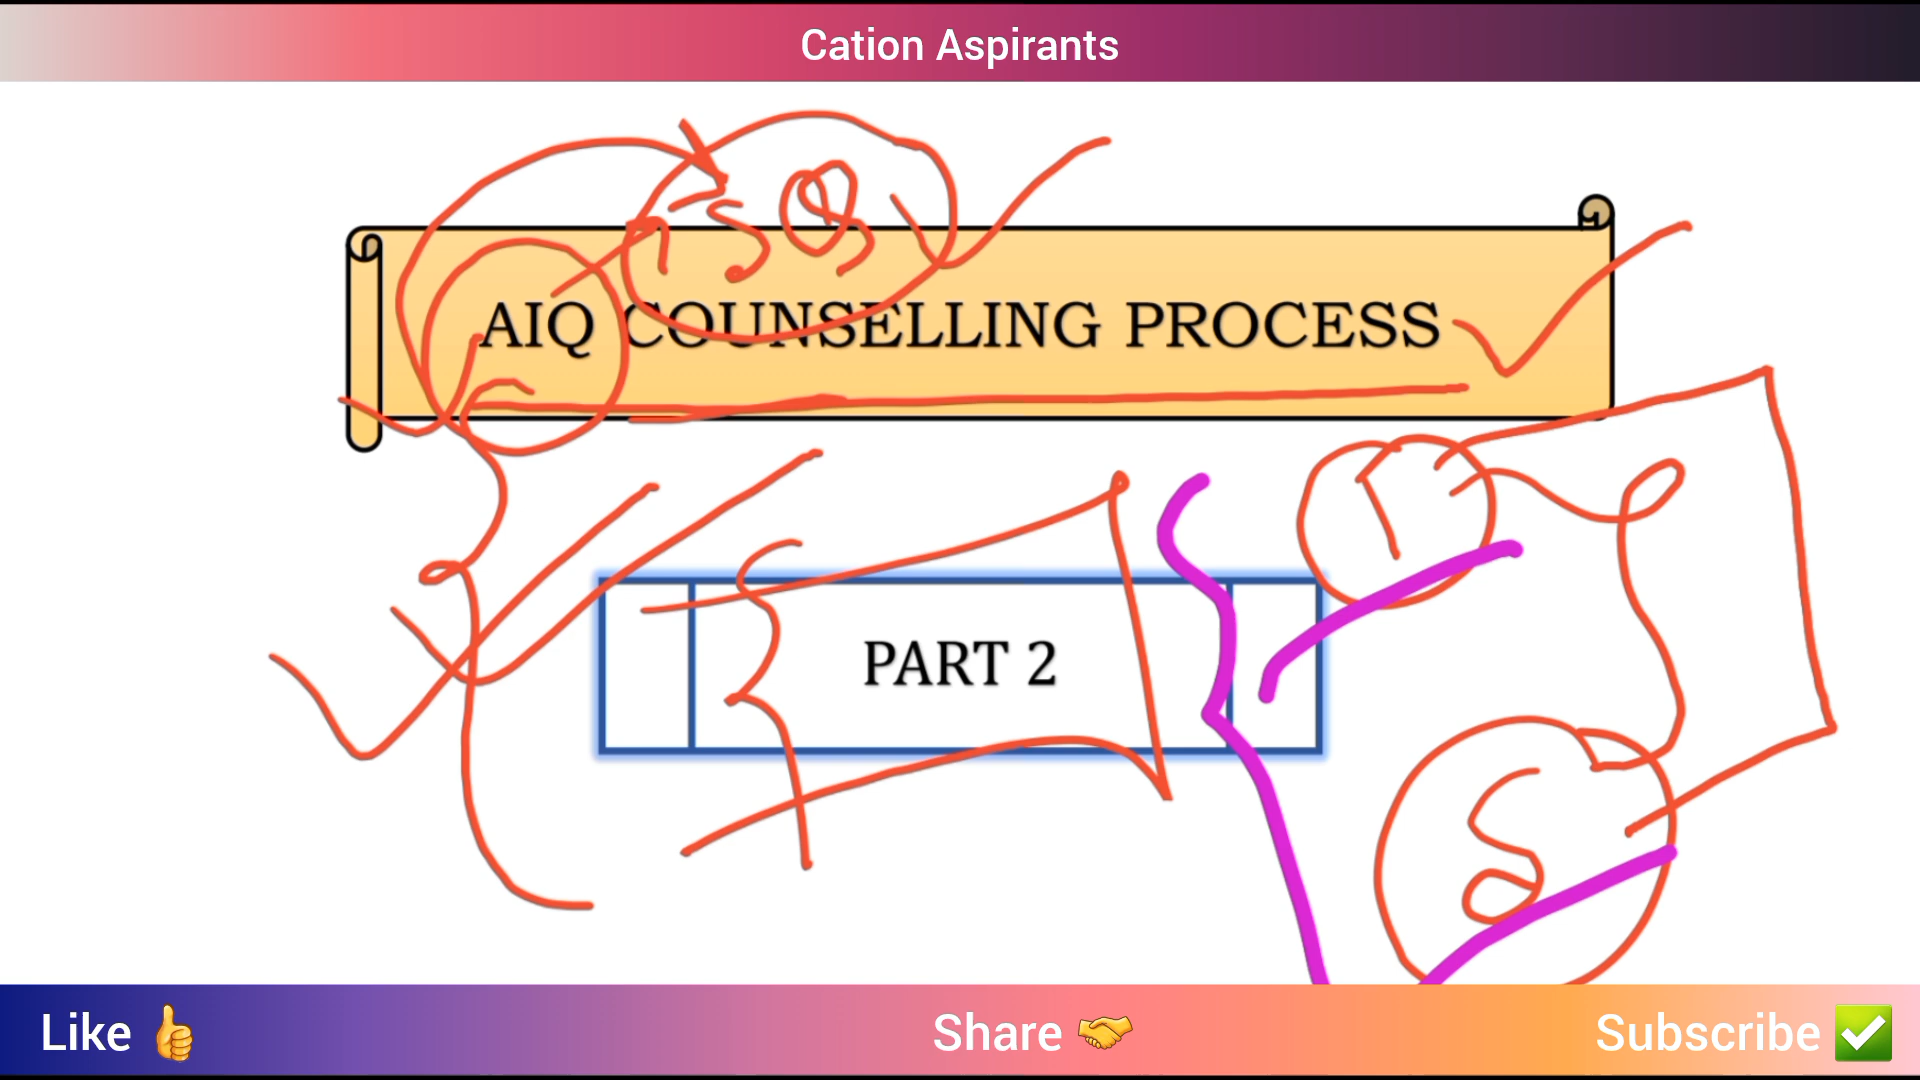 Cation Aspirants
AIQ COUNSELLING PROCESS
PART 2
Like 👍
Share 🤝
Subscribe ✅